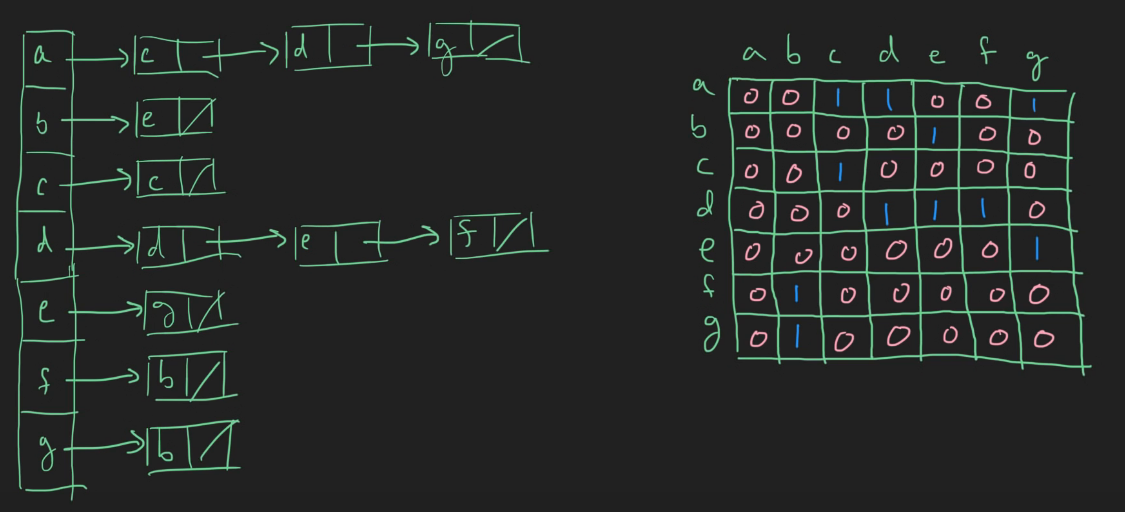 a c d g
b e
c c
d d e f
e g
f b
g b
a b c d e f g
a 0 0 1 1 0 0 1
b 0 0 0 0 1 0 0
c 0 0 1 0 0 0 0
d 0 0 0 1 1 1 0
e 0 0 0 0 0 0 1
f 0 1 0 0 0 0 0
g 0 1 0 0 0 0 0